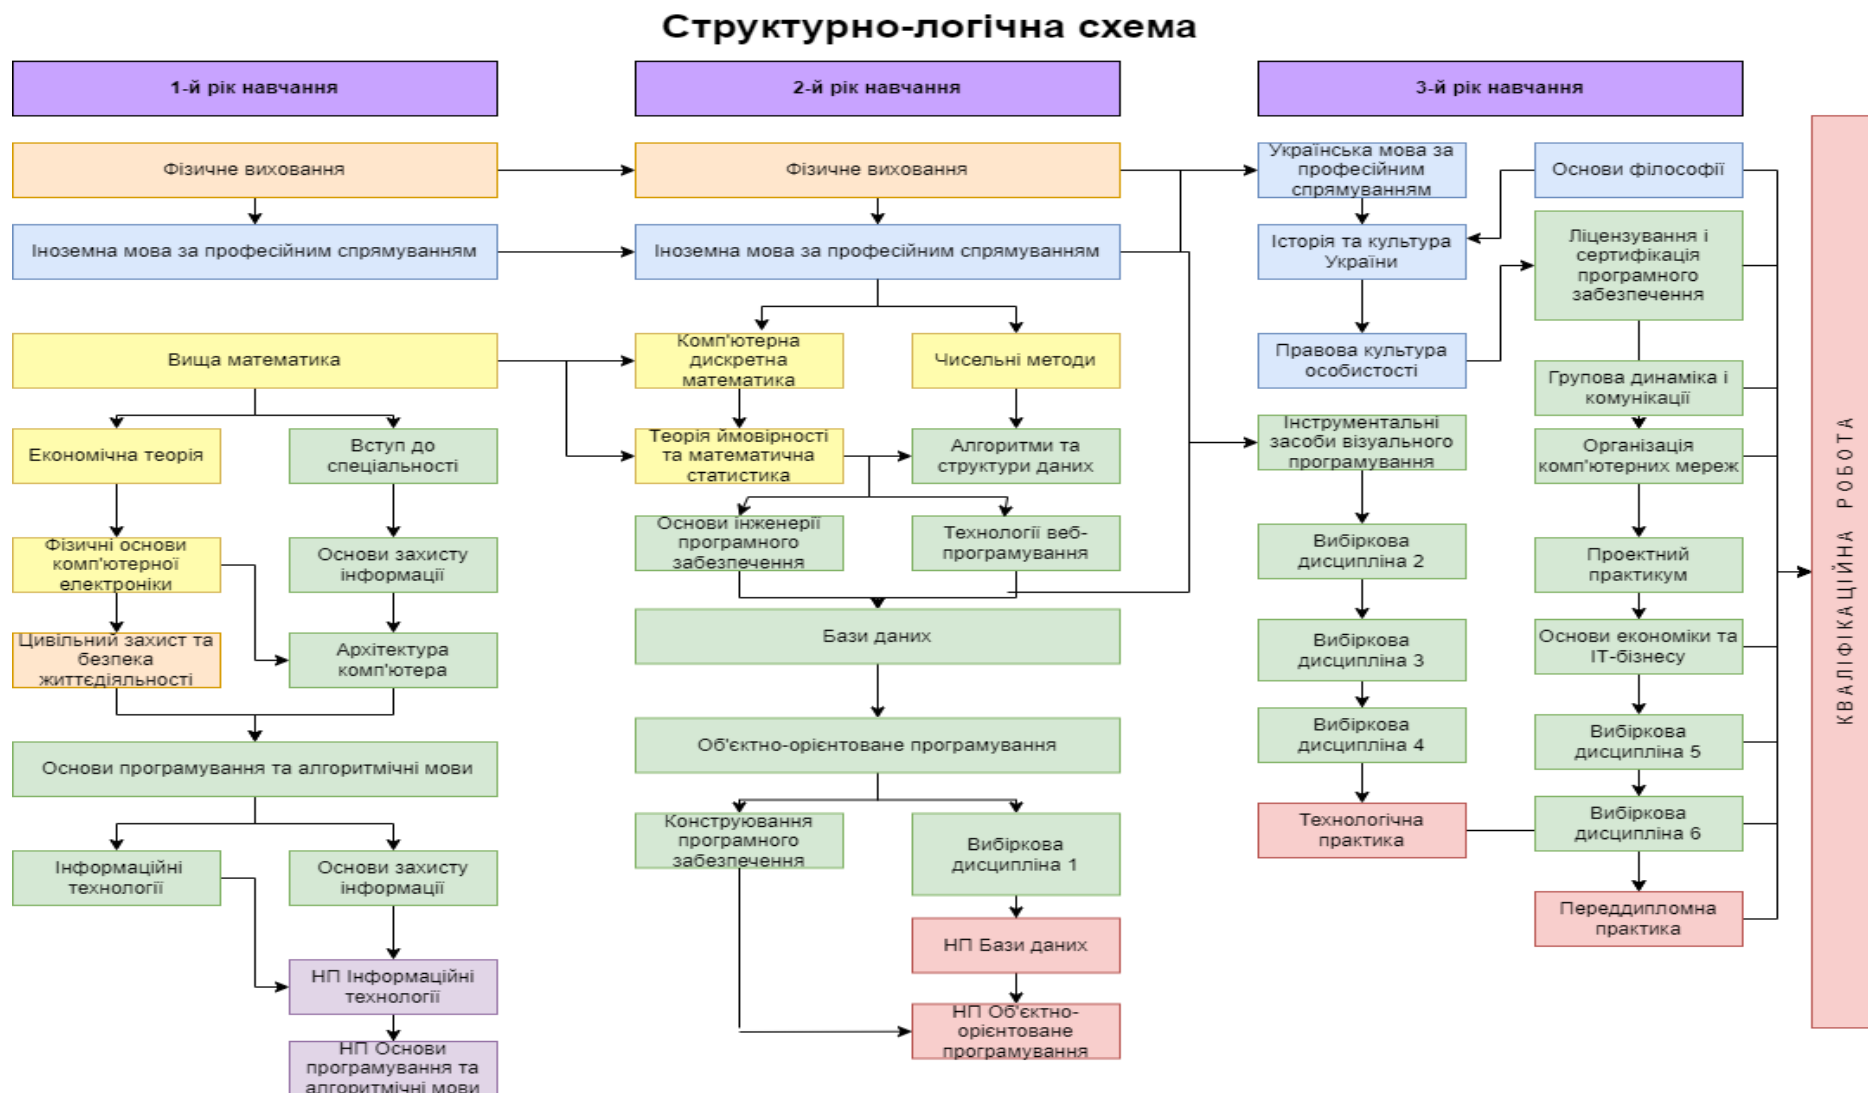 Структурно-логічна схема
1-й рік навчання
2-й рік навчання
3-й рік навчання
Фізичне виховання
Іноземна мова за професійним спрямуванням
Вища математика
Економічна теорія
Вступ до
спеціальності
Фізичні основи
комп'ютерної
електроніки
Основи захисту
інформації
Цивільний захист та
безпека
життєдіяльності
Архітектура
комп'ютера
Основи програмування та алгоритмічні мови
Інформаційні
технології
Основи захисту
інформації
НП Інформаційні
технології
НП Основи
програмування та
алгоритмічні мови
Фізичне виховання
Іноземна мова за професійним спрямуванням
Комп'ютерна
дискретна
математика
Чисельні методи
Теорія ймовірності
та математична
статистика
Алгоритми та
структури даних
Основи інженерії
програмного
забезпечення
Технології веб-
програмування
Бази даних
Об'єктно-орієнтоване програмування
Конструювання
програмного
забезпечення
Вибіркова
дисципліна 1
НП Бази даних
НП Об'єктно-
орієнтоване
програмування
Українська мова за
професійним
спрямуванням
Історія та культура
України
Правова культура
особистості
Інструментальні
засоби візуального
програмування
Вибіркова
дисципліна 2
Вибіркова
дисципліна 3
Вибіркова
дисципліна 4
Технологічна
практика
Основи філософії
Ліцензування і
сертифікація
програмного
забезпечення
Групова динаміка і
комунікації
Організація
комп'ютерних мереж
Проектний
практикум
Основи економіки та
ІТ-бізнесу
Вибіркова
дисципліна 5
Вибіркова
дисципліна 6
Переддипломна
практика
КВАЛІФІКАЦІЙНА РОБОТА